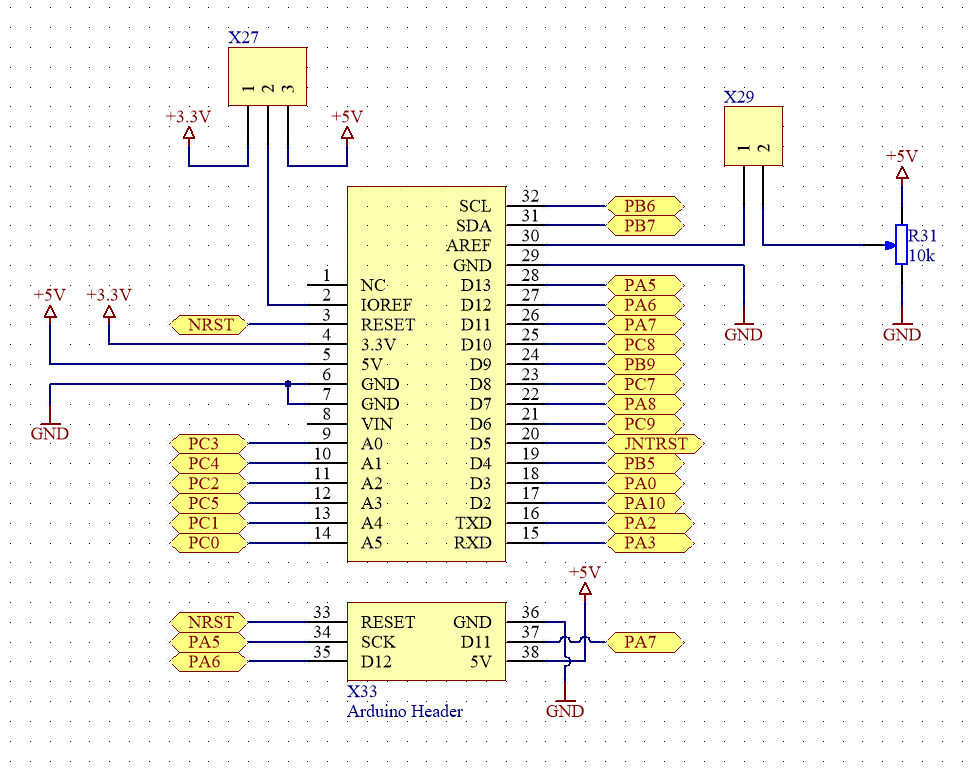 X27
1 2 3
+3.3V
+5V
X29
1 2
+5V
R31
10k
GND
GND
+5V
+3.3V
GND
1 NC
2 IOREF
NRST 3 RESET
4 3.3V
5 5V
6 GND
7 GND
8 VIN
PC3 9 A0
PC4 10 A1
PC2 11 A2
PC5 12 A3
PC1 13 A4
PC0 14 A5
SCL 32 PB6
SDA 31 PB7
AREF 30
GND 29
D13 28 PA5
D12 27 PA6
D11 26 PA7
D10 25 PC8
D9 24 PB9
D8 23 PC7
D7 22 PA8
D6 21 PC9
D5 20 JNTRST
D4 19 PB5
D3 18 PA0
D2 17 PA10
TXD 16 PA2
RXD 15 PA3
+5V
NRST 33 RESET
PA5 34 SCK
PA6 35 D12
GND 36
D11 37 PA7
5V 38
GND
X33
Arduino Header